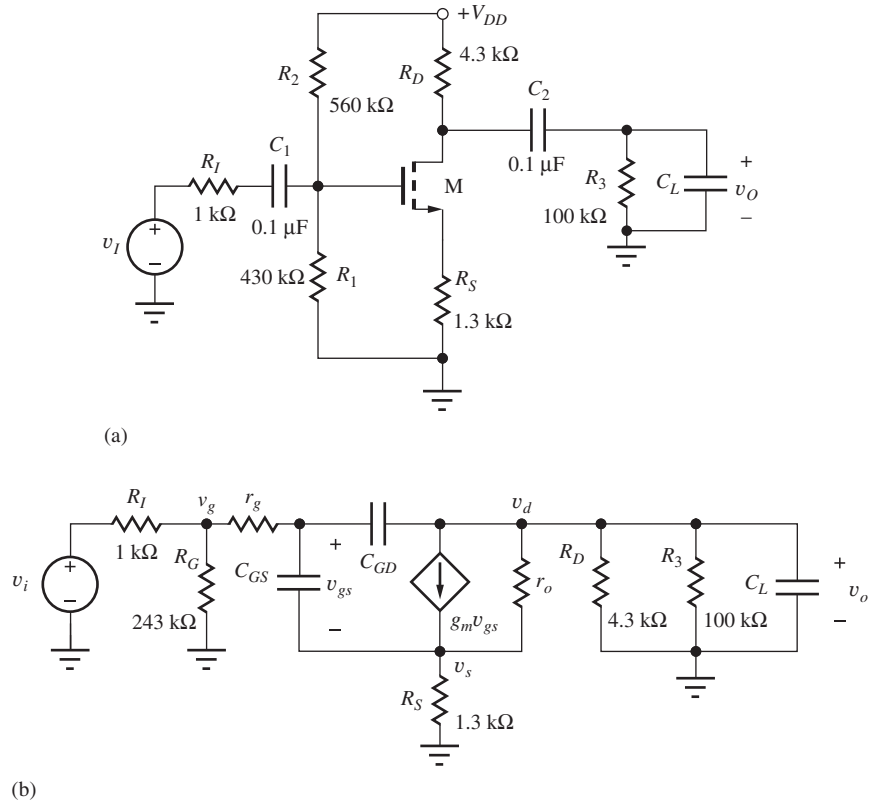 +V_DD
R_2
560 kΩ
R_D
4.3 kΩ
C_2
0.1 μF
R_I
1 kΩ
C_1
0.1 μF
M
R_3
100 kΩ
C_L
+
v_O
−
v_I
+
−
430 kΩ
R_1
R_S
1.3 kΩ
(a)
R_I
1 kΩ
v_g
r_g
v_d
v_i
+
−
R_G
243 kΩ
C_GS
+
v_gs
−
C_GD
g_m v_gs
r_o
R_D
4.3 kΩ
R_3
100 kΩ
C_L
+
v_o
−
v_s
R_S
1.3 kΩ
(b)